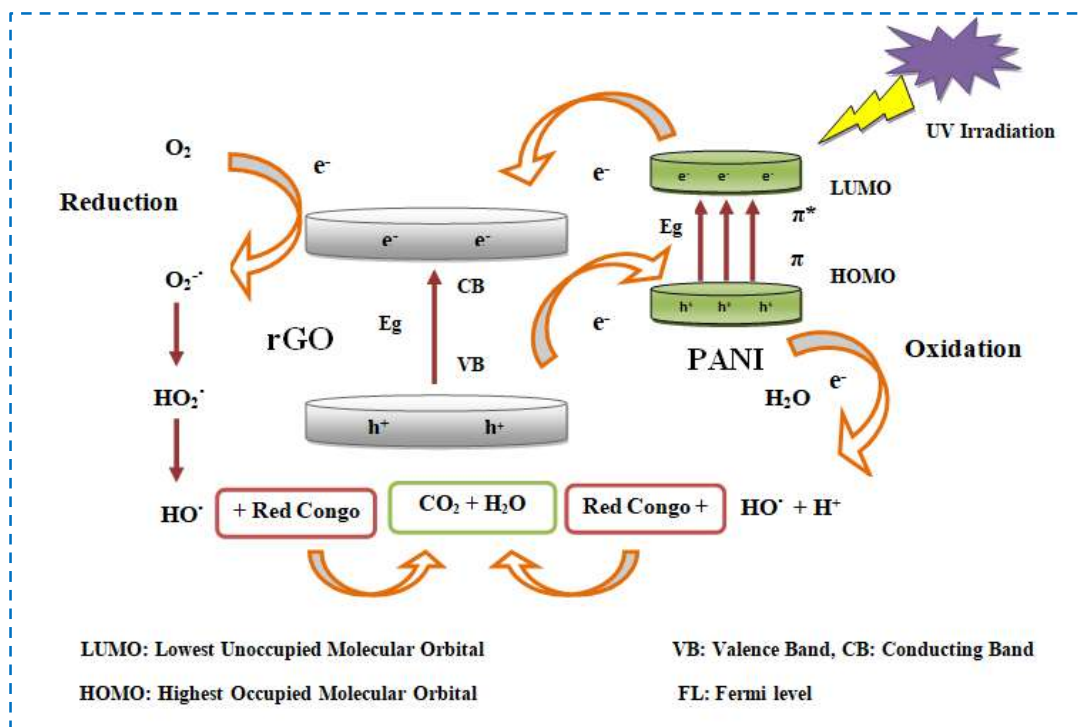 UV Irradiation
O₂
e⁻
e⁻
e⁻ e⁻ e⁻
LUMO
Reduction
π*
Eg
e⁻ e⁻
π
HOMO
O₂⁻˙
CB
h⁺ h⁺ h⁺
rGO
Eg
e⁻
PANI
Oxidation
VB
e⁻
HO₂˙
H₂O
h⁺ h⁺
HO˙
+ Red Congo
CO₂ + H₂O
Red Congo +
HO˙ + H⁺
LUMO: Lowest Unoccupied Molecular Orbital
VB: Valence Band, CB: Conducting Band
HOMO: Highest Occupied Molecular Orbital
FL: Fermi level